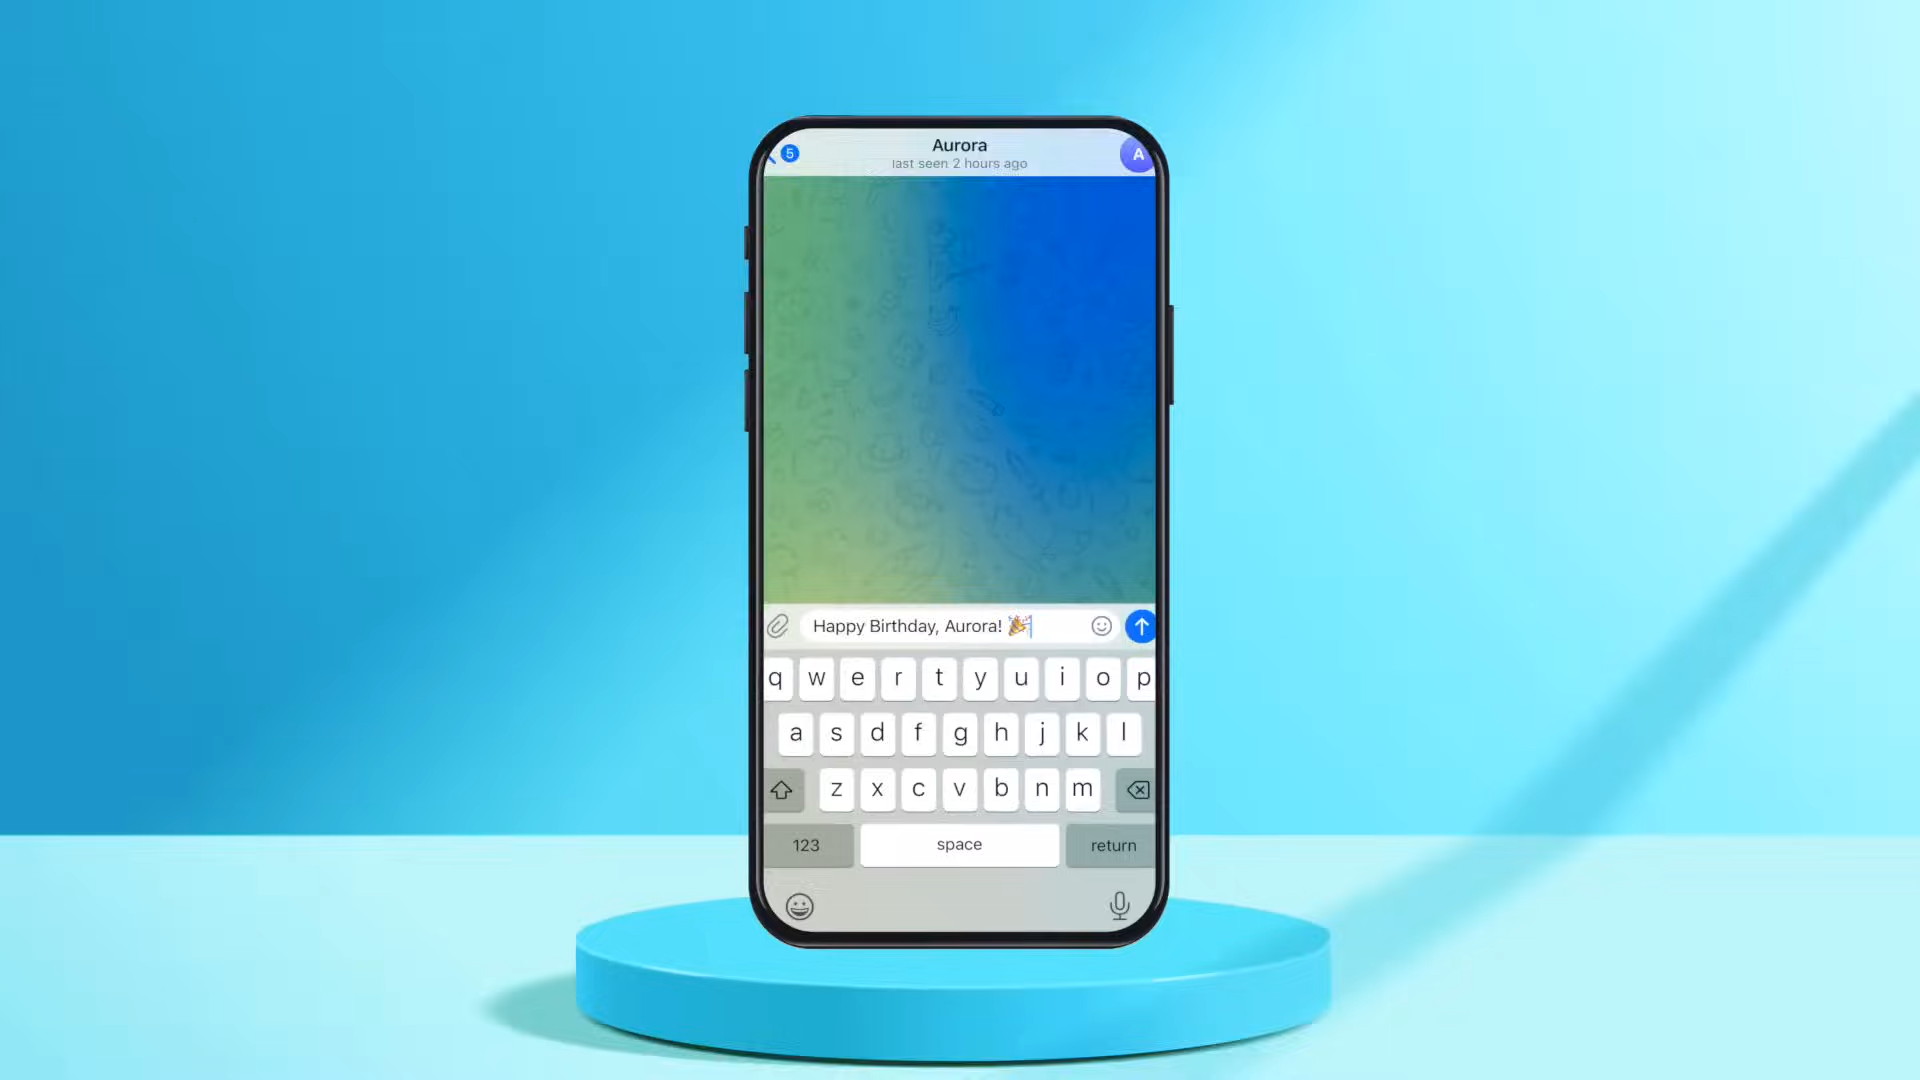 5
Aurora
last seen 2 hours ago
A
Happy Birthday, Aurora! 🎉
q w e r t y u i o p
a s d f g h j k l
z x c v b n m
123 space return